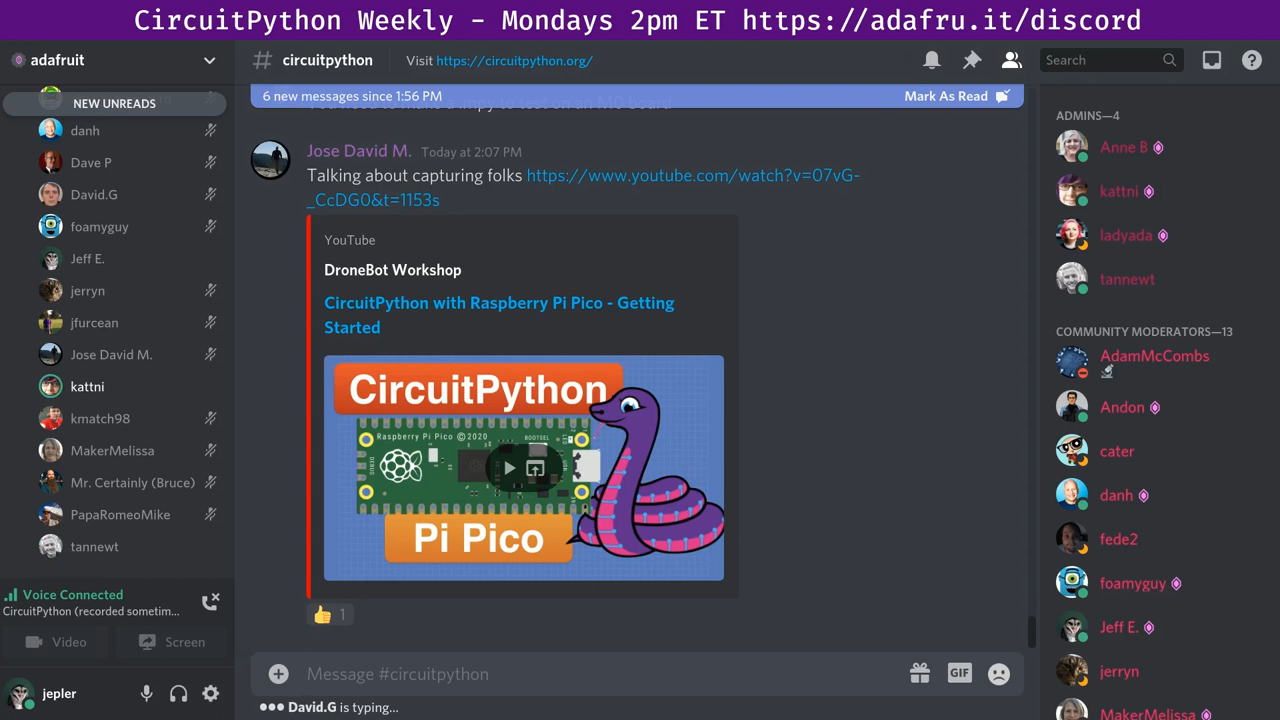 CircuitPython Weekly - Mondays 2pm ET https://adafru.it/discord
adafruit
NEW UNREADS
danh
Dave P
David.G
foamyguy
Jeff E.
jerryn
jfurcean
Jose David M.
kattni
kmatch98
MakerMelissa
Mr. Certainly (Bruce)
PapaRomeoMike
tannewt
Voice Connected
CircuitPython (recorded sometim...
Video
Screen
jepler
# circuitpython
Visit https://circuitpython.org/
Search
6 new messages since 1:56 PM
Mark As Read
Jose David M. Today at 2:07 PM
Talking about capturing folks https://www.youtube.com/watch?v=07vG-
_CcDG0&t=1153s
YouTube
DroneBot Workshop
CircuitPython with Raspberry Pi Pico - Getting
Started
CircuitPython
Raspberry Pi Pico ©2020
BOOTSEL
Pi Pico
1
Message #circuitpython
GIF
David.G is typing...
ADMINS—4
Anne B
kattni
ladyada
tannewt
COMMUNITY MODERATORS—13
AdamMcCombs
Andon
cater
danh
fede2
foamyguy
Jeff E.
jerryn
MakerMelissa